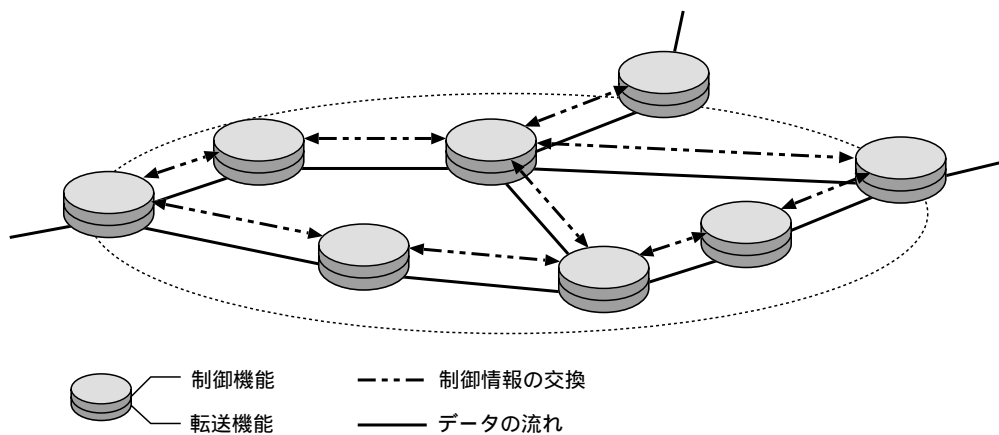 制御機能
制御情報の交換
転送機能
データの流れ